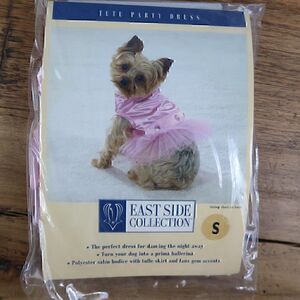 TUTU PARTY DRESS
EAST SIDE
COLLECTION
S
• The perfect dress for dancing the night away
• Turn your dog into a prima ballerina
• Polyester satin bodice with tulle skirt and faux gem accents